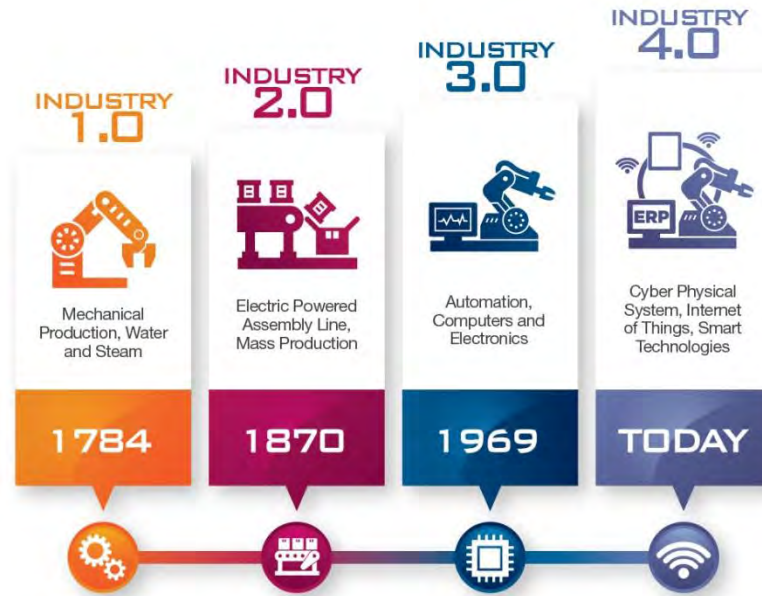 INDUSTRY
1.0
Mechanical
Production, Water
and Steam
1784
INDUSTRY
2.0
Electric Powered
Assembly Line,
Mass Production
1870
INDUSTRY
3.0
Automation,
Computers and
Electronics
1969
INDUSTRY
4.0
ERP
Cyber Physical
System, Internet
of Things, Smart
Technologies
TODAY